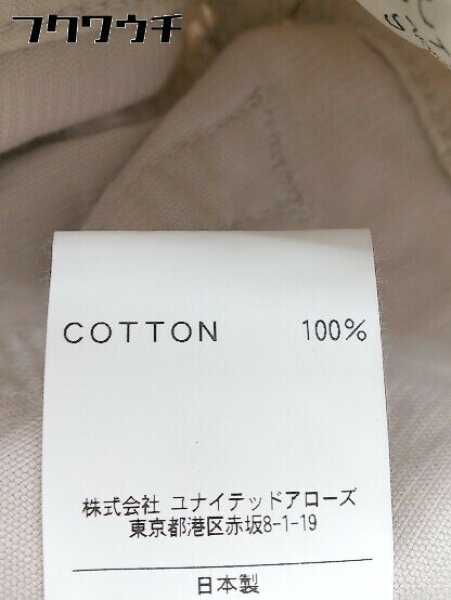 フクワウチ
COTTON 100%
株式会社 ユナイテッドアローズ
東京都港区赤坂8-1-19
日本製